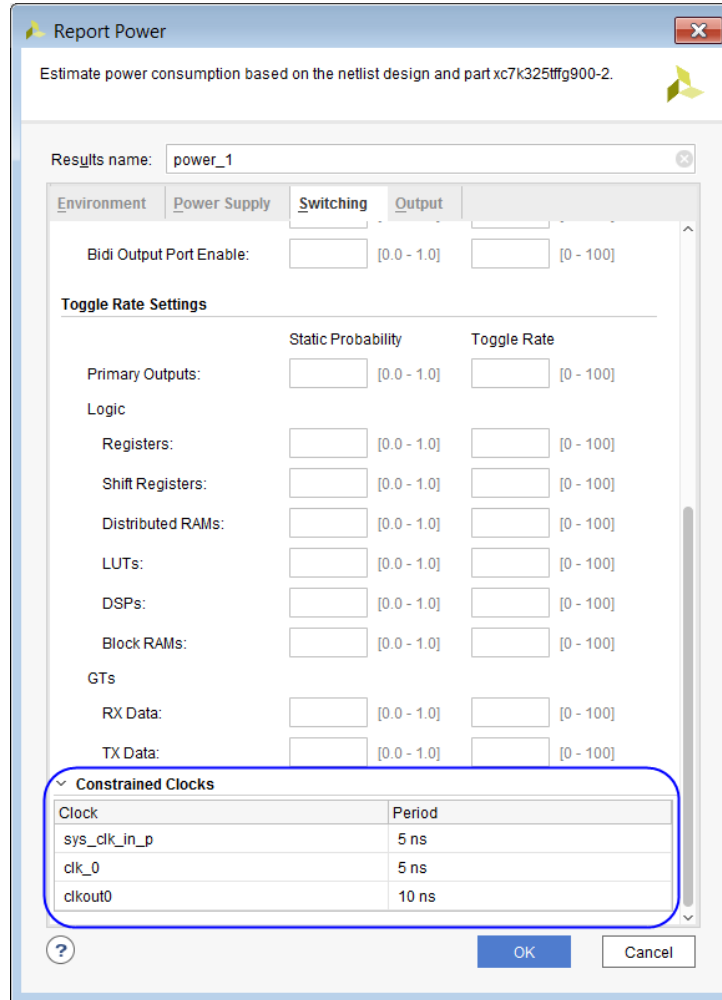 Report Power
Estimate power consumption based on the netlist design and part xc7k325tffg900-2.
Results name: power_1
Environment Power Supply Switching Output
Bidi Output Port Enable: [0.0 - 1.0] [0 - 100]
Toggle Rate Settings
Static Probability Toggle Rate
Primary Outputs: [0.0 - 1.0] [0 - 100]
Logic
Registers: [0.0 - 1.0] [0 - 100]
Shift Registers: [0.0 - 1.0] [0 - 100]
Distributed RAMs: [0.0 - 1.0] [0 - 100]
LUTs: [0.0 - 1.0] [0 - 100]
DSPs: [0.0 - 1.0] [0 - 100]
Block RAMs: [0.0 - 1.0] [0 - 100]
GTs
RX Data: [0.0 - 1.0] [0 - 100]
TX Data: [0.0 - 1.0] [0 - 100]
Constrained Clocks
Clock Period
sys_clk_in_p 5 ns
clk_0 5 ns
clkout0 10 ns
? OK Cancel